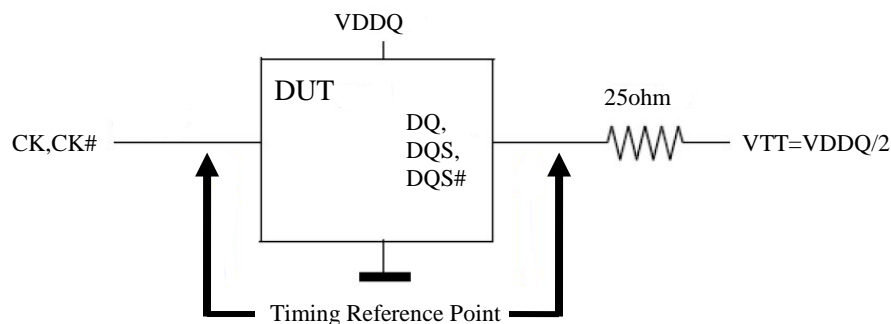 VDDQ
DUT
25ohm
DQ,
CK,CK#
DQS,
VTT=VDDQ/2
DQS#
Timing Reference Point